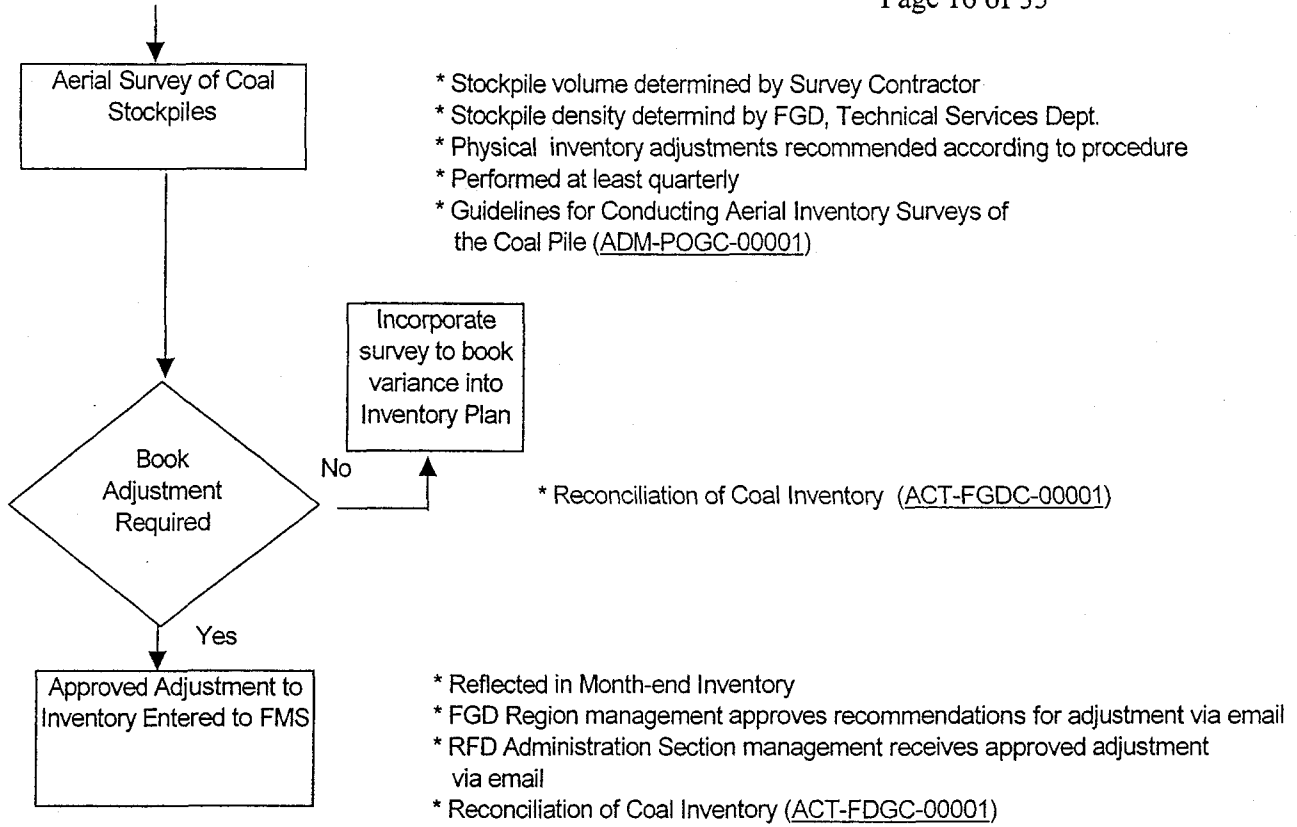 Page 16 of 35
Aerial Survey of Coal
Stockpiles
* Stockpile volume determined by Survey Contractor
* Stockpile density determind by FGD, Technical Services Dept.
* Physical inventory adjustments recommended according to procedure
* Performed at least quarterly
* Guidelines for Conducting Aerial Inventory Surveys of
the Coal Pile (ADM-POGC-00001)
Incorporate
survey to book
variance into
Inventory Plan
Book
Adjustment
Required
No
* Reconciliation of Coal Inventory (ACT-FGDC-00001)
Yes
Approved Adjustment to
Inventory Entered to FMS
* Reflected in Month-end Inventory
* FGD Region management approves recommendations for adjustment via email
* RFD Administration Section management receives approved adjustment
via email
* Reconciliation of Coal Inventory (ACT-FDGC-00001)